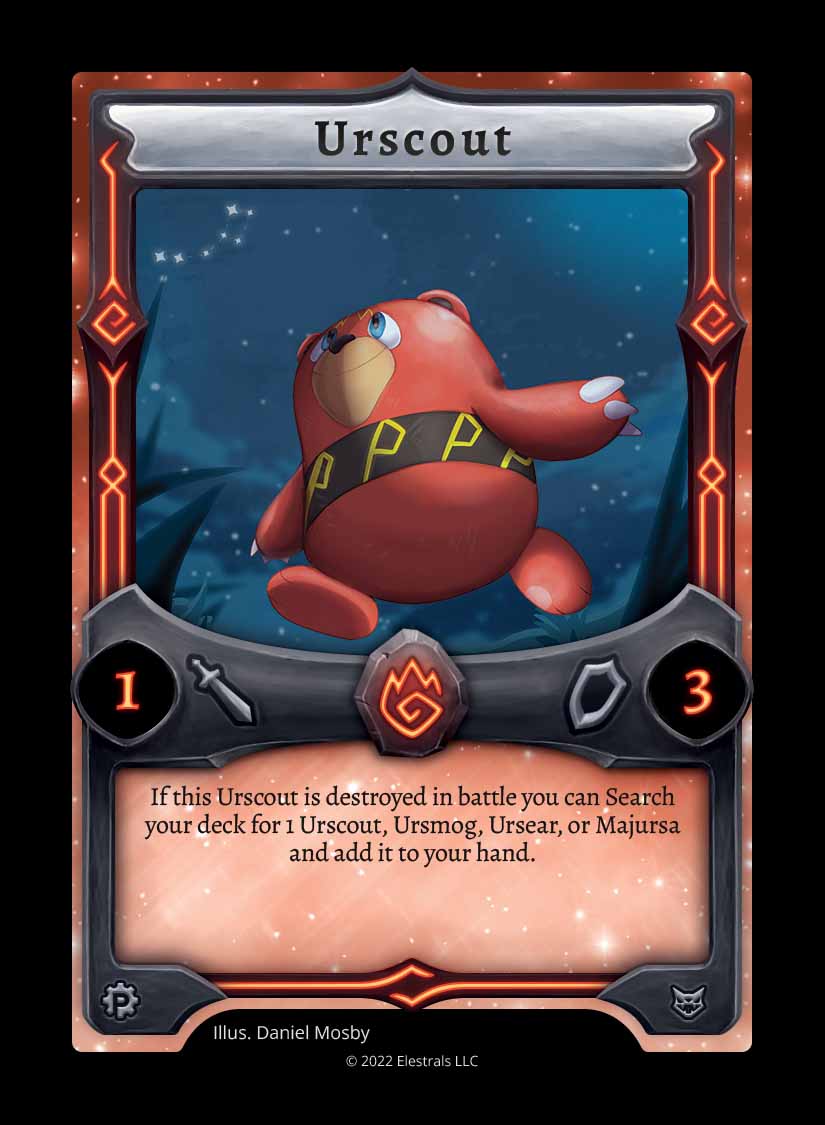 Urscout
P P P P
1
3
If this Urscout is destroyed in battle you can Search
your deck for 1 Urscout, Ursmog, Ursear, or Majursa
and add it to your hand.
P
Illus. Daniel Mosby
© 2022 Elestrals LLC